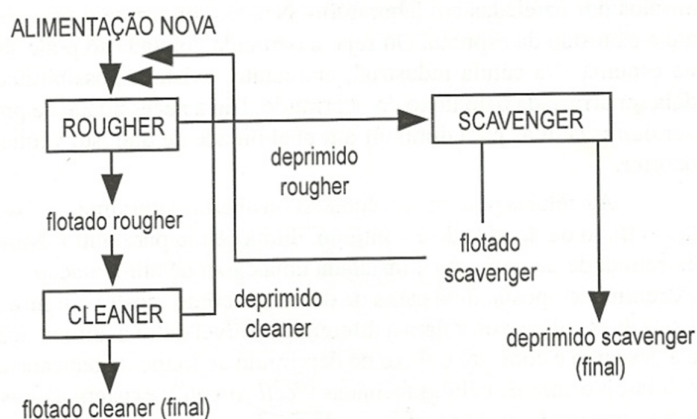 ALIMENTAÇÃO NOVA
ROUGHER
SCAVENGER
deprimido
rougher
flotado rougher
flotado
scavenger
CLEANER
deprimido
cleaner
deprimido scavenger
(final)
flotado cleaner (final)